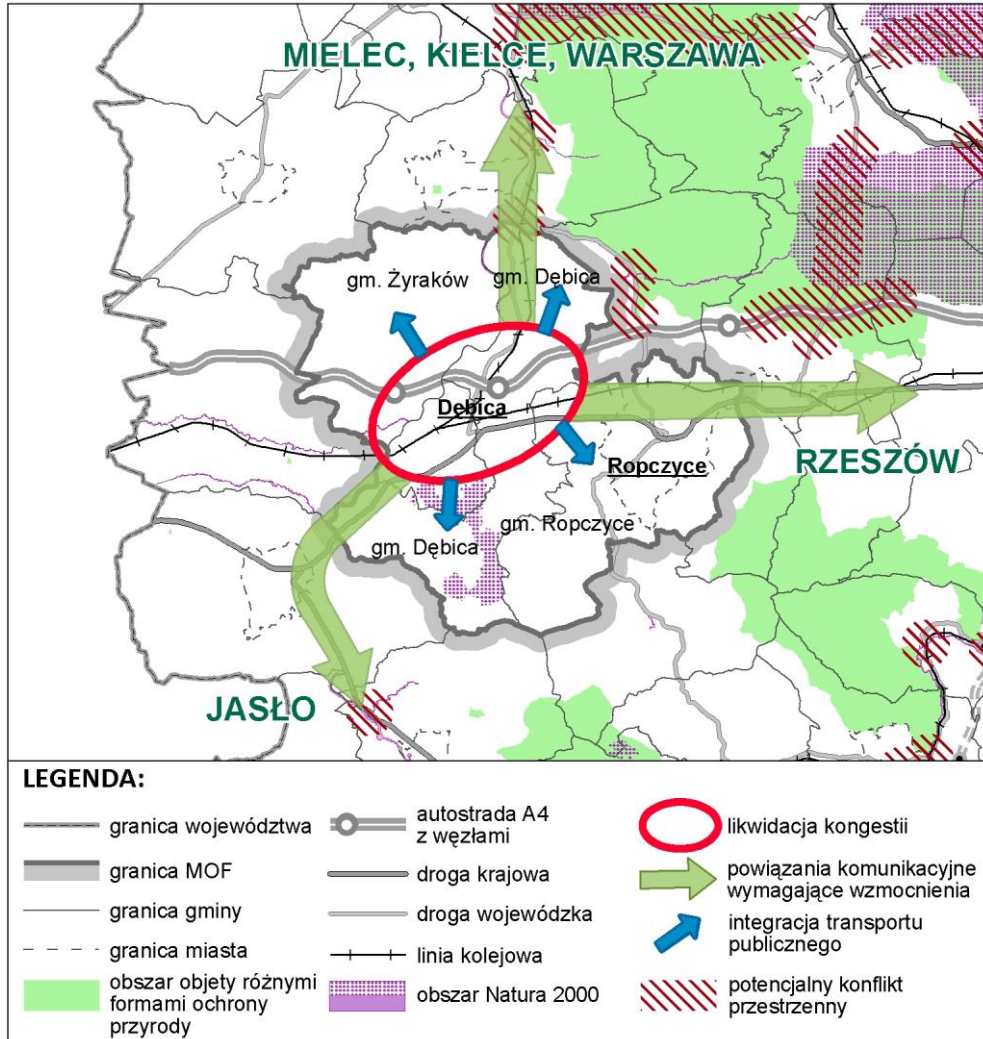 MIELEC, KIELCE, WARSZAWA
gm. Żyraków
gm. Dębica
Dębica
Ropczyce
RZESZÓW
gm. Ropczyce
gm. Dębica
JASŁO
LEGENDA:
granica województwa
granica MOF
granica gminy
granica miasta
obszar objety różnymi
formami ochrony
przyrody
autostrada A4
z węzłami
droga krajowa
droga wojewódzka
linia kolejowa
obszar Natura 2000
likwidacja kongestii
powiązania komunikacyjne
wymagające wzmocnienia
integracja transportu
publicznego
potencjalny konflikt
przestrzenny